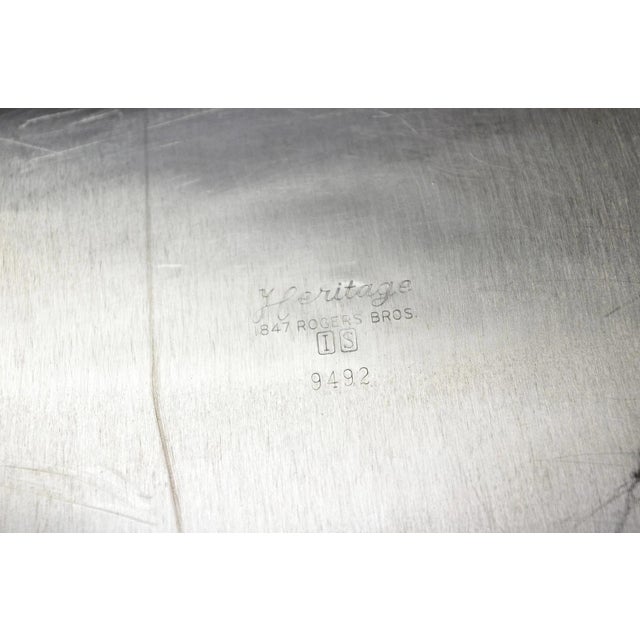 Heritage
1847 ROGERS BROS.
IS
9492